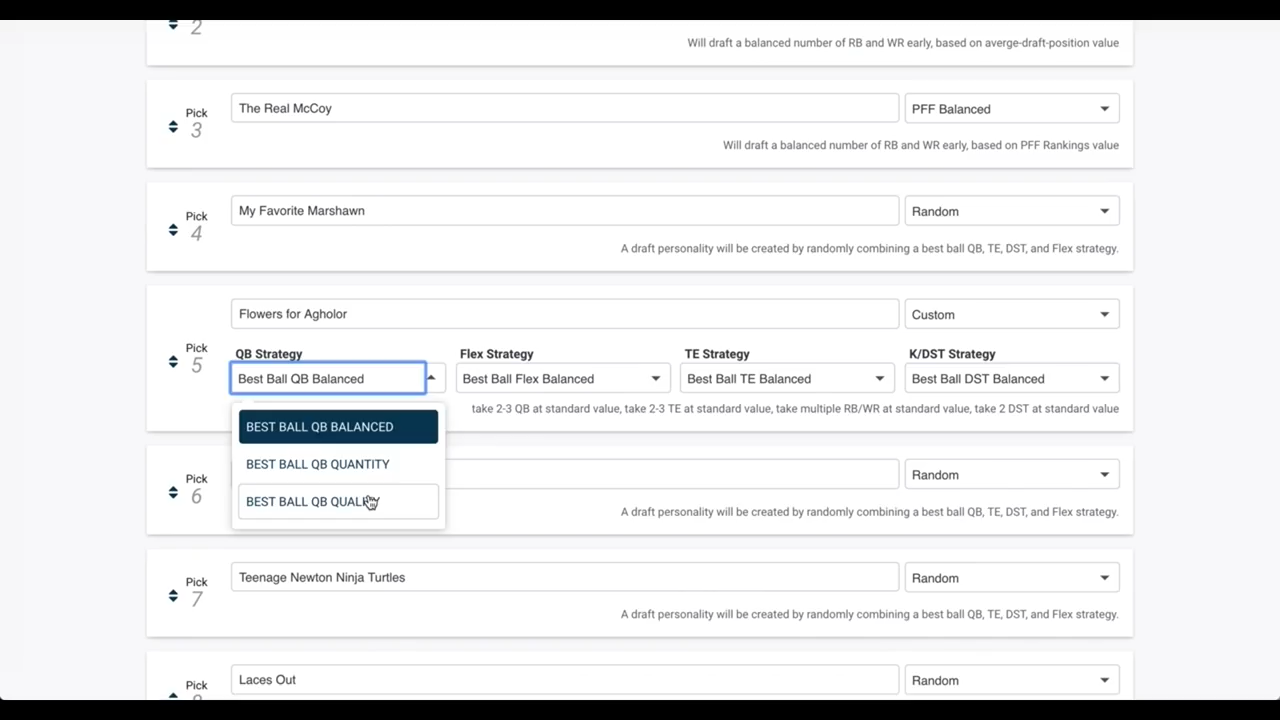 2
Will draft a balanced number of RB and WR early, based on averge-draft-position value
Pick
3
The Real McCoy
PFF Balanced
Will draft a balanced number of RB and WR early, based on PFF Rankings value
Pick
4
My Favorite Marshawn
Random
A draft personality will be created by randomly combining a best ball QB, TE, DST, and Flex strategy.
Pick
5
Flowers for Agholor
Custom
QB Strategy
Flex Strategy
TE Strategy
K/DST Strategy
Best Ball QB Balanced
Best Ball Flex Balanced
Best Ball TE Balanced
Best Ball DST Balanced
take 2-3 QB at standard value, take 2-3 TE at standard value, take multiple RB/WR at standard value, take 2 DST at standard value
BEST BALL QB BALANCED
BEST BALL QB QUANTITY
BEST BALL QB QUALITY
Pick
6
Random
A draft personality will be created by randomly combining a best ball QB, TE, DST, and Flex strategy.
Pick
7
Teenage Newton Ninja Turtles
Random
A draft personality will be created by randomly combining a best ball QB, TE, DST, and Flex strategy.
Pick
Laces Out
Random